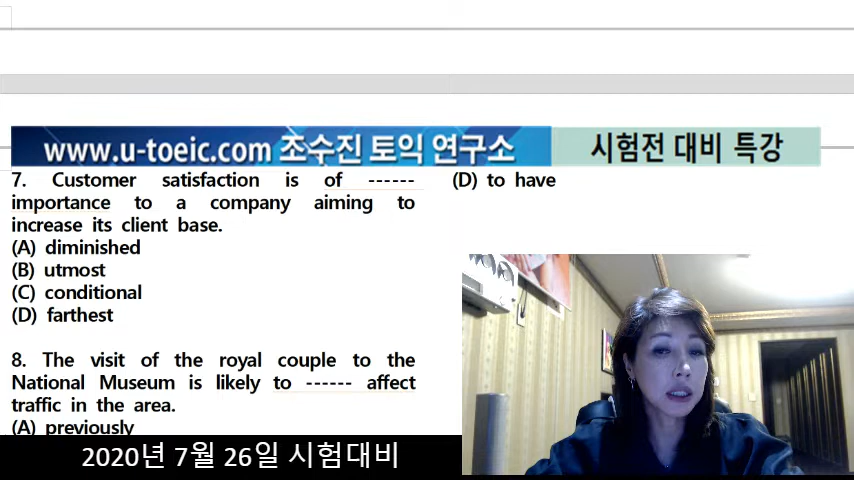 www.u-toeic.com 조수진 토익 연구소 시험전 대비 특강
7. Customer satisfaction is of ------
importance to a company aiming to
increase its client base.
(A) diminished
(B) utmost
(C) conditional
(D) farthest
8. The visit of the royal couple to the
National Museum is likely to ------ affect
traffic in the area.
(A) previously
(D) to have
2020년 7월 26일 시험대비